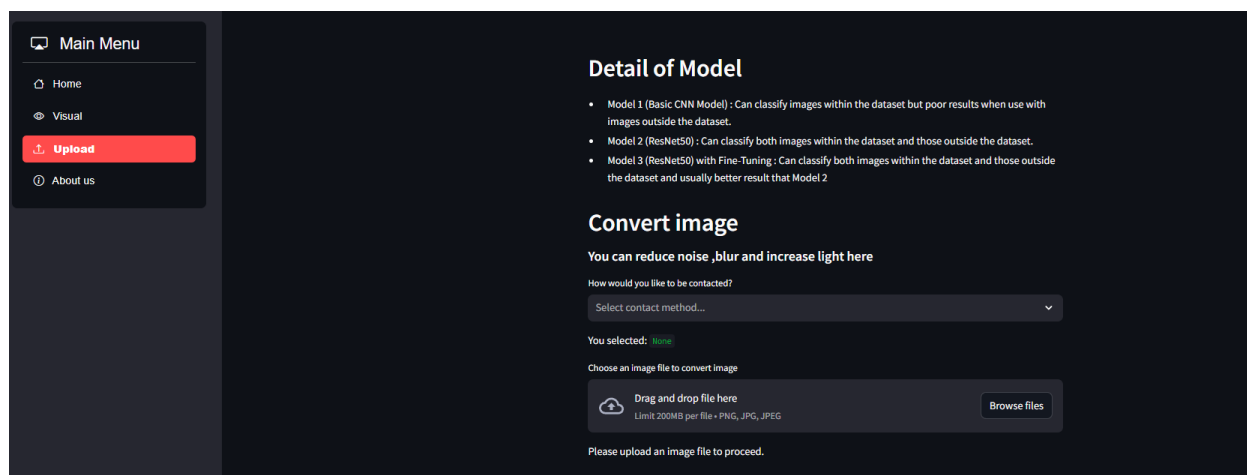 Main Menu
Home
Visual
Upload
About us
Detail of Model
• Model 1 (Basic CNN Model) : Can classify images within the dataset but poor results when use with
images outside the dataset.
• Model 2 (ResNet50) : Can classify both images within the dataset and those outside the dataset.
• Model 3 (ResNet50) with Fine-Tuning : Can classify both images within the dataset and those outside
the dataset and usually better result that Model 2
Convert image
You can reduce noise ,blur and increase light here
How would you like to be contacted?
Select contact method...
You selected: None
Choose an image file to convert image
Drag and drop file here
Limit 200MB per file • PNG, JPG, JPEG
Browse files
Please upload an image file to proceed.